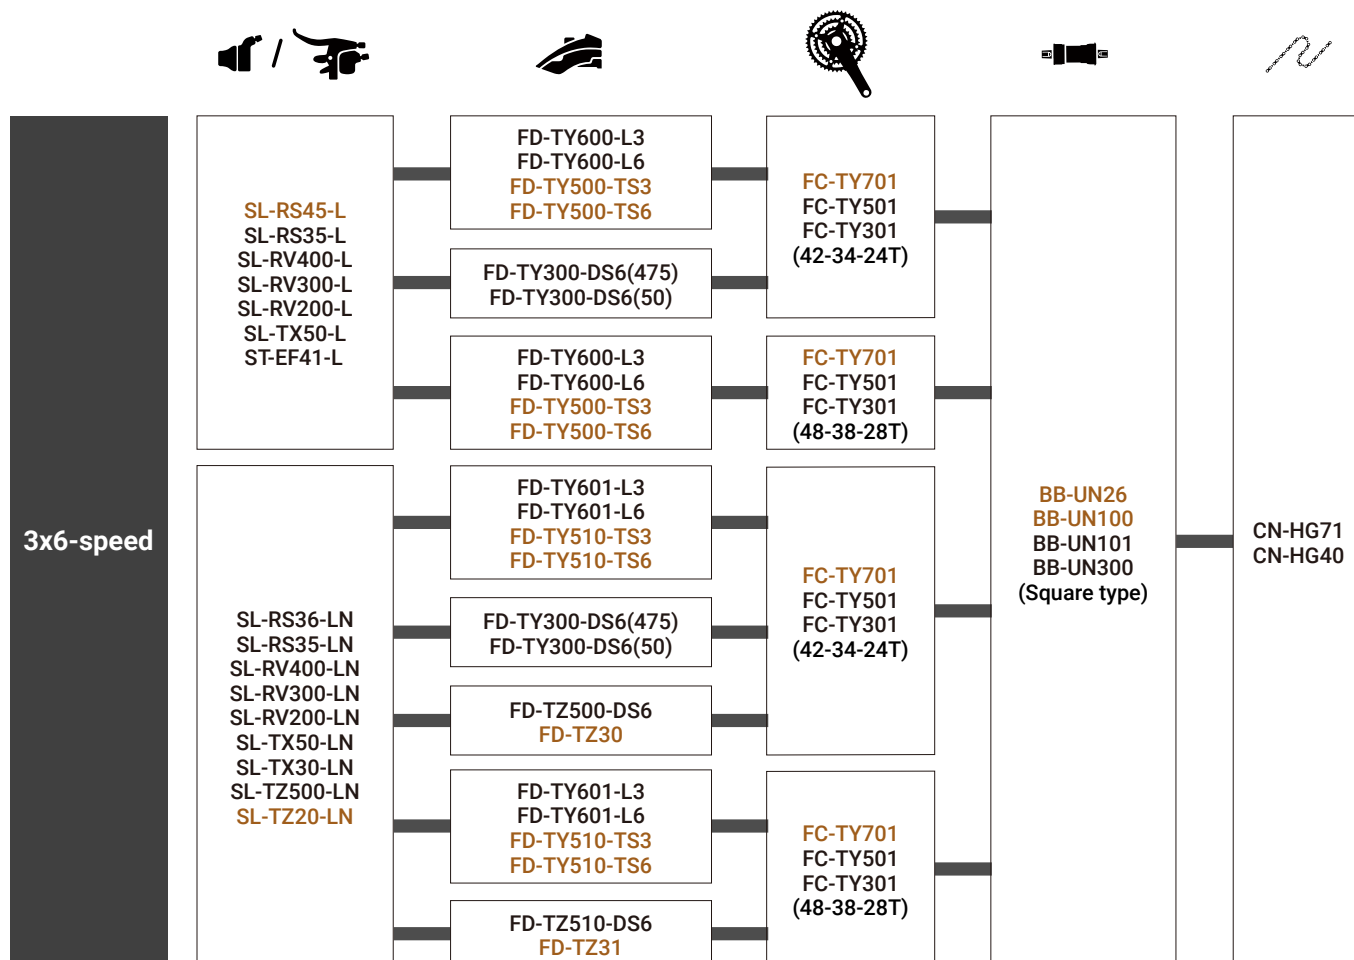 3x6-speed
SL-RS45-L
SL-RS35-L
SL-RV400-L
SL-RV300-L
SL-RV200-L
SL-TX50-L
ST-EF41-L
SL-RS36-LN
SL-RS35-LN
SL-RV400-LN
SL-RV300-LN
SL-RV200-LN
SL-TX50-LN
SL-TX30-LN
SL-TZ500-LN
SL-TZ20-LN
FD-TY600-L3
FD-TY600-L6
FD-TY500-TS3
FD-TY500-TS6
FD-TY300-DS6(475)
FD-TY300-DS6(50)
FD-TY600-L3
FD-TY600-L6
FD-TY500-TS3
FD-TY500-TS6
FD-TY601-L3
FD-TY601-L6
FD-TY510-TS3
FD-TY510-TS6
FD-TY300-DS6(475)
FD-TY300-DS6(50)
FD-TZ500-DS6
FD-TZ30
FD-TY601-L3
FD-TY601-L6
FD-TY510-TS3
FD-TY510-TS6
FD-TZ510-DS6
FD-TZ31
FC-TY701
FC-TY501
FC-TY301
(42-34-24T)
FC-TY701
FC-TY501
FC-TY301
(48-38-28T)
FC-TY701
FC-TY501
FC-TY301
(42-34-24T)
FC-TY701
FC-TY501
FC-TY301
(48-38-28T)
BB-UN26
BB-UN100
BB-UN101
BB-UN300
(Square type)
CN-HG71
CN-HG40